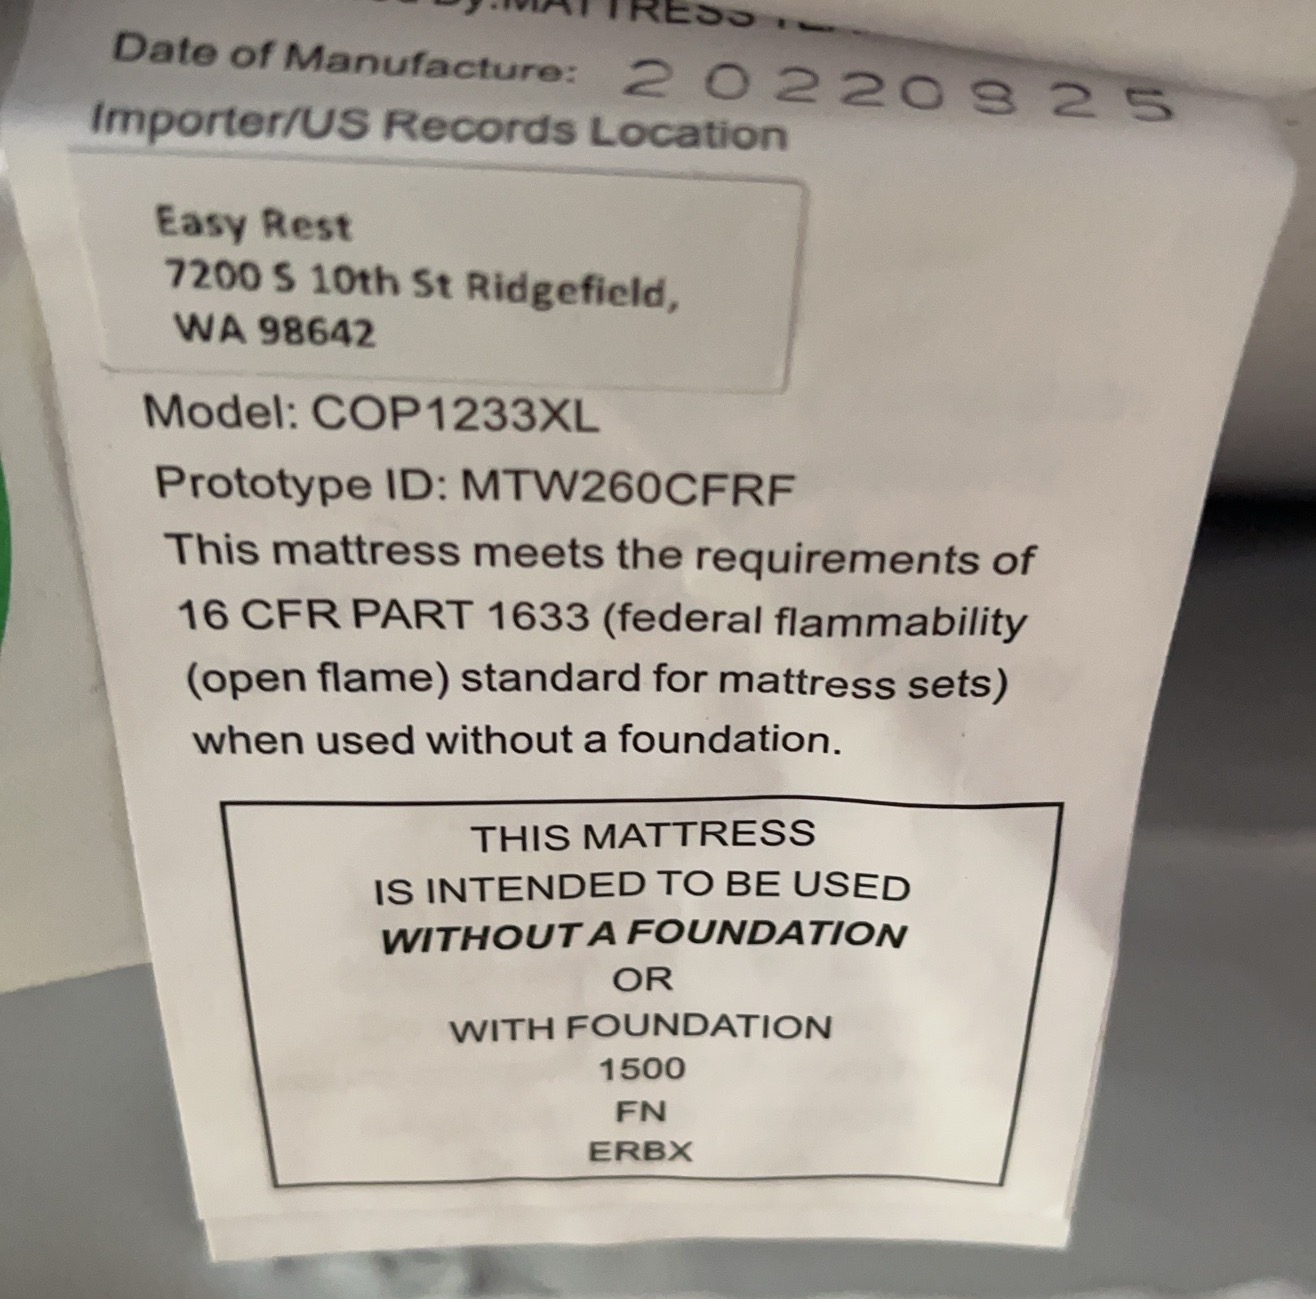 Date of Manufacture: 20220825
Importer/US Records Location
Easy Rest
7200 S 10th St Ridgefield,
WA 98642
Model: COP1233XL
Prototype ID: MTW260CFRF
This mattress meets the requirements of
16 CFR PART 1633 (federal flammability
(open flame) standard for mattress sets)
when used without a foundation.
THIS MATTRESS
IS INTENDED TO BE USED
WITHOUT A FOUNDATION
OR
WITH FOUNDATION
1500
FN
ERBX